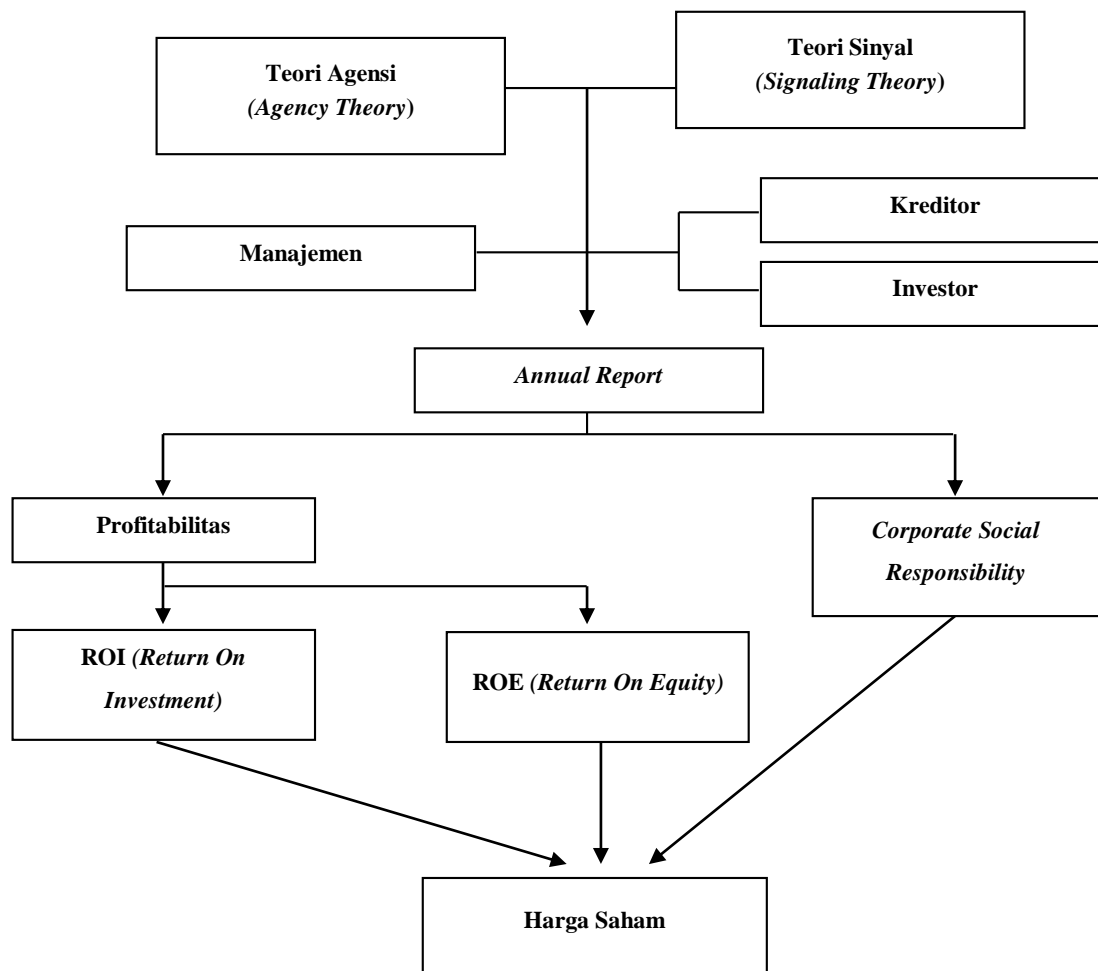 Teori Agensi
(Agency Theory)
Teori Sinyal
(Signaling Theory)
Kreditor
Manajemen
Investor
Annual Report
Profitabilitas
Corporate Social
Responsibility
ROI (Return On
Investment)
ROE (Return On Equity)
Harga Saham